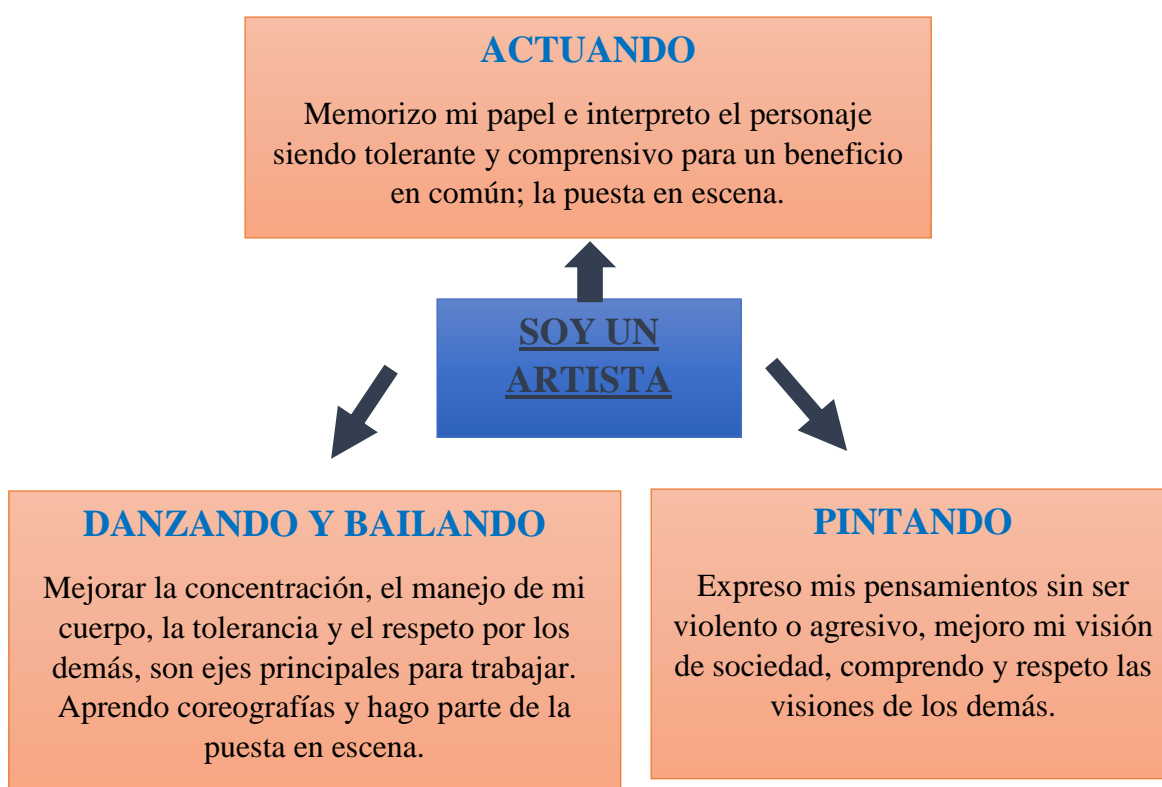 ACTUANDO
Memorizo mi papel e interpreto el personaje
siendo tolerante y comprensivo para un beneficio
en común; la puesta en escena.
SOY UN
ARTISTA
DANZANDO Y BAILANDO
Mejorar la concentración, el manejo de mi
cuerpo, la tolerancia y el respeto por los
demás, son ejes principales para trabajar.
Aprendo coreografías y hago parte de la
puesta en escena.
PINTANDO
Expreso mis pensamientos sin ser
violento o agresivo, mejoro mi visión
de sociedad, comprendo y respeto las
visiones de los demás.